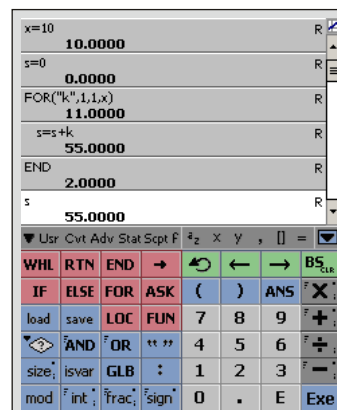 x=10 R
10.0000
s=0 R
0.0000
FOR("k",1,1,x) R
11.0000
s=s+k R
55.0000
END R
2.0000
s R
55.0000
▼ Usr Cvt Adv Stat Scpt F az x y , [] = ▼
WHL RTN END → ↶ ← → BS CLR
IF ELSE FOR ASK ( ) ANS X
load save LOC FUN 7 8 9 +
AND OR " " 4 5 6 ÷
size; isvar GLB : 1 2 3 −
mod int; frac; sign 0 . E Exe